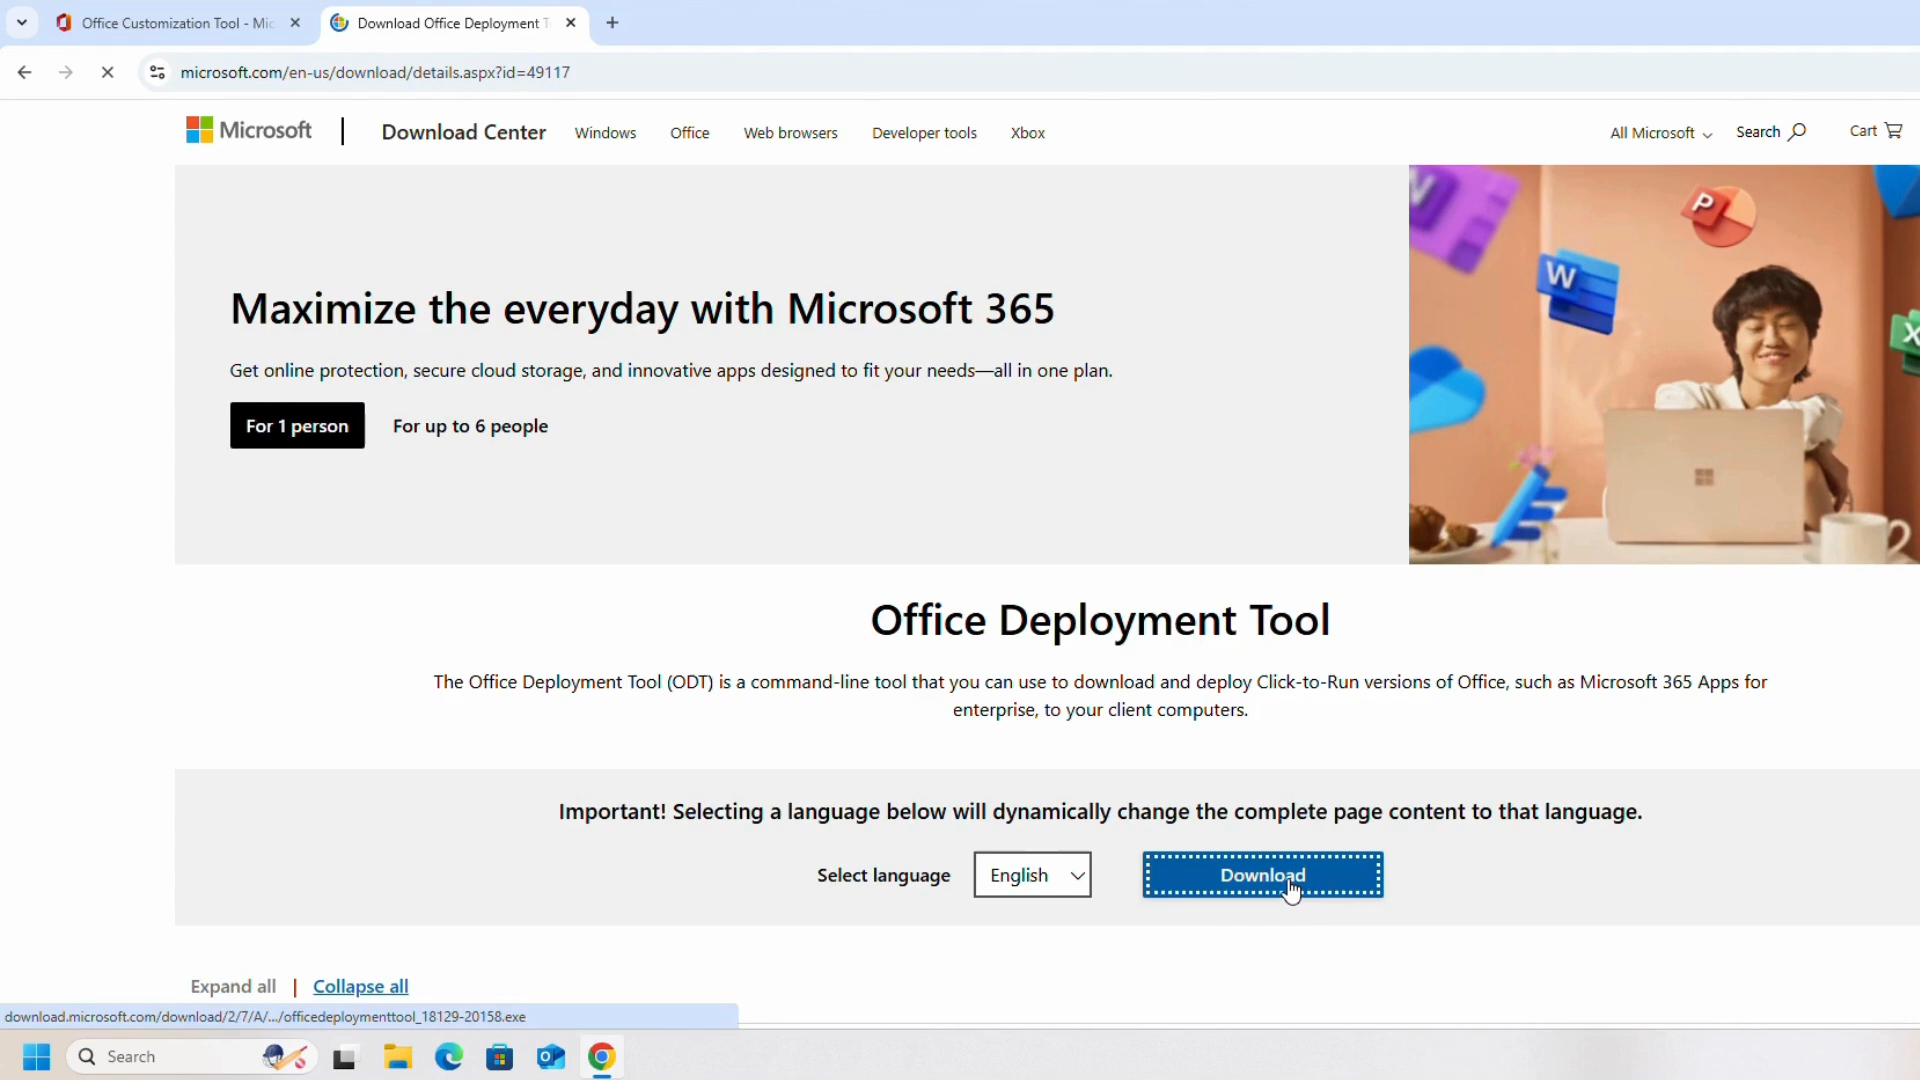 Office Customization Tool - Mic
Download Office Deployment T
microsoft.com/en-us/download/details.aspx?id=49117
Microsoft
Download Center
Windows
Office
Web browsers
Developer tools
Xbox
All Microsoft
Search
Cart
N
P
W
X
Maximize the everyday with Microsoft 365
Get online protection, secure cloud storage, and innovative apps designed to fit your needs—all in one plan.
For 1 person
For up to 6 people
Office Deployment Tool
The Office Deployment Tool (ODT) is a command-line tool that you can use to download and deploy Click-to-Run versions of Office, such as Microsoft 365 Apps for
enterprise, to your client computers.
Important! Selecting a language below will dynamically change the complete page content to that language.
Select language
English
Download
Expand all | Collapse all
download.microsoft.com/download/2/7/A/.../officedeploymenttool_18129-20158.exe
Search